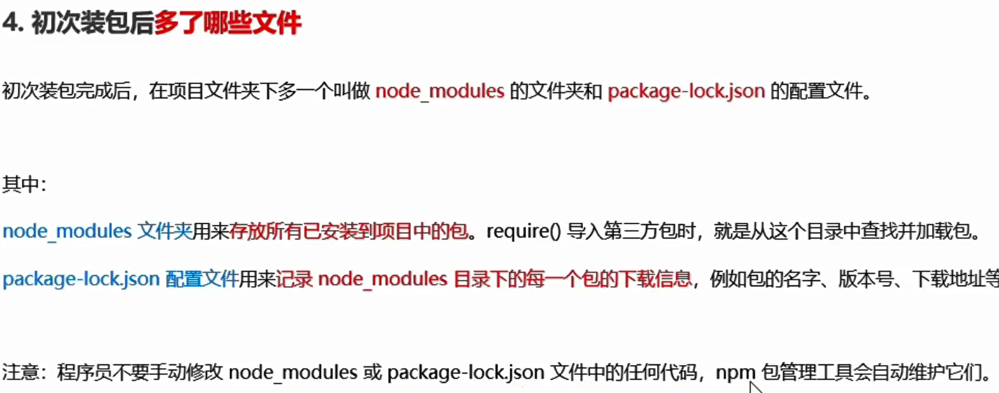 4. 初次装包后多了哪些文件
初次装包完成后，在项目文件夹下多一个叫做 node_modules 的文件夹和 package-lock.json 的配置文件。
其中：
node_modules 文件夹用来存放所有已安装到项目中的包。require() 导入第三方包时，就是从这个目录中查找并加载包。
package-lock.json 配置文件用来记录 node_modules 目录下的每一个包的下载信息，例如包的名字、版本号、下载地址等
注意：程序员不要手动修改 node_modules 或 package-lock.json 文件中的任何代码，npm 包管理工具会自动维护它们。